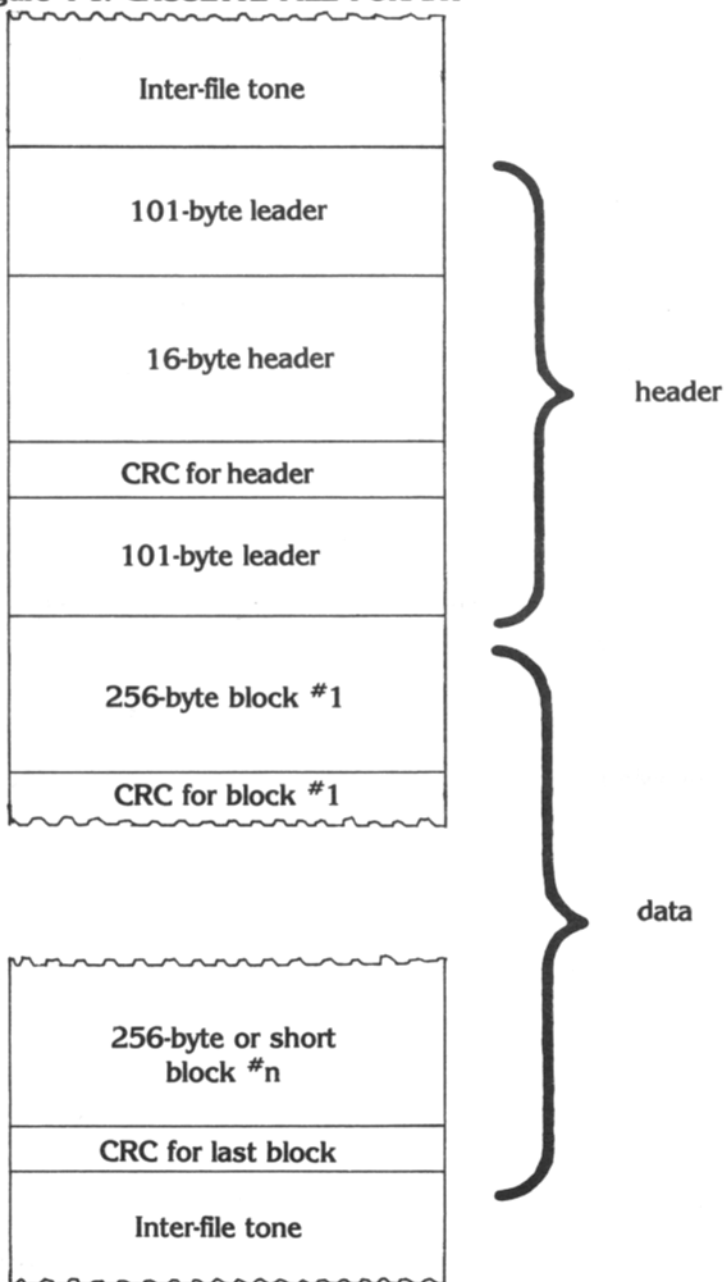 Inter-file tone
101-byte leader
16-byte header
header
CRC for header
101-byte leader
256-byte block #1
CRC for block #1
data
256-byte or short
block #n
CRC for last block
Inter-file tone